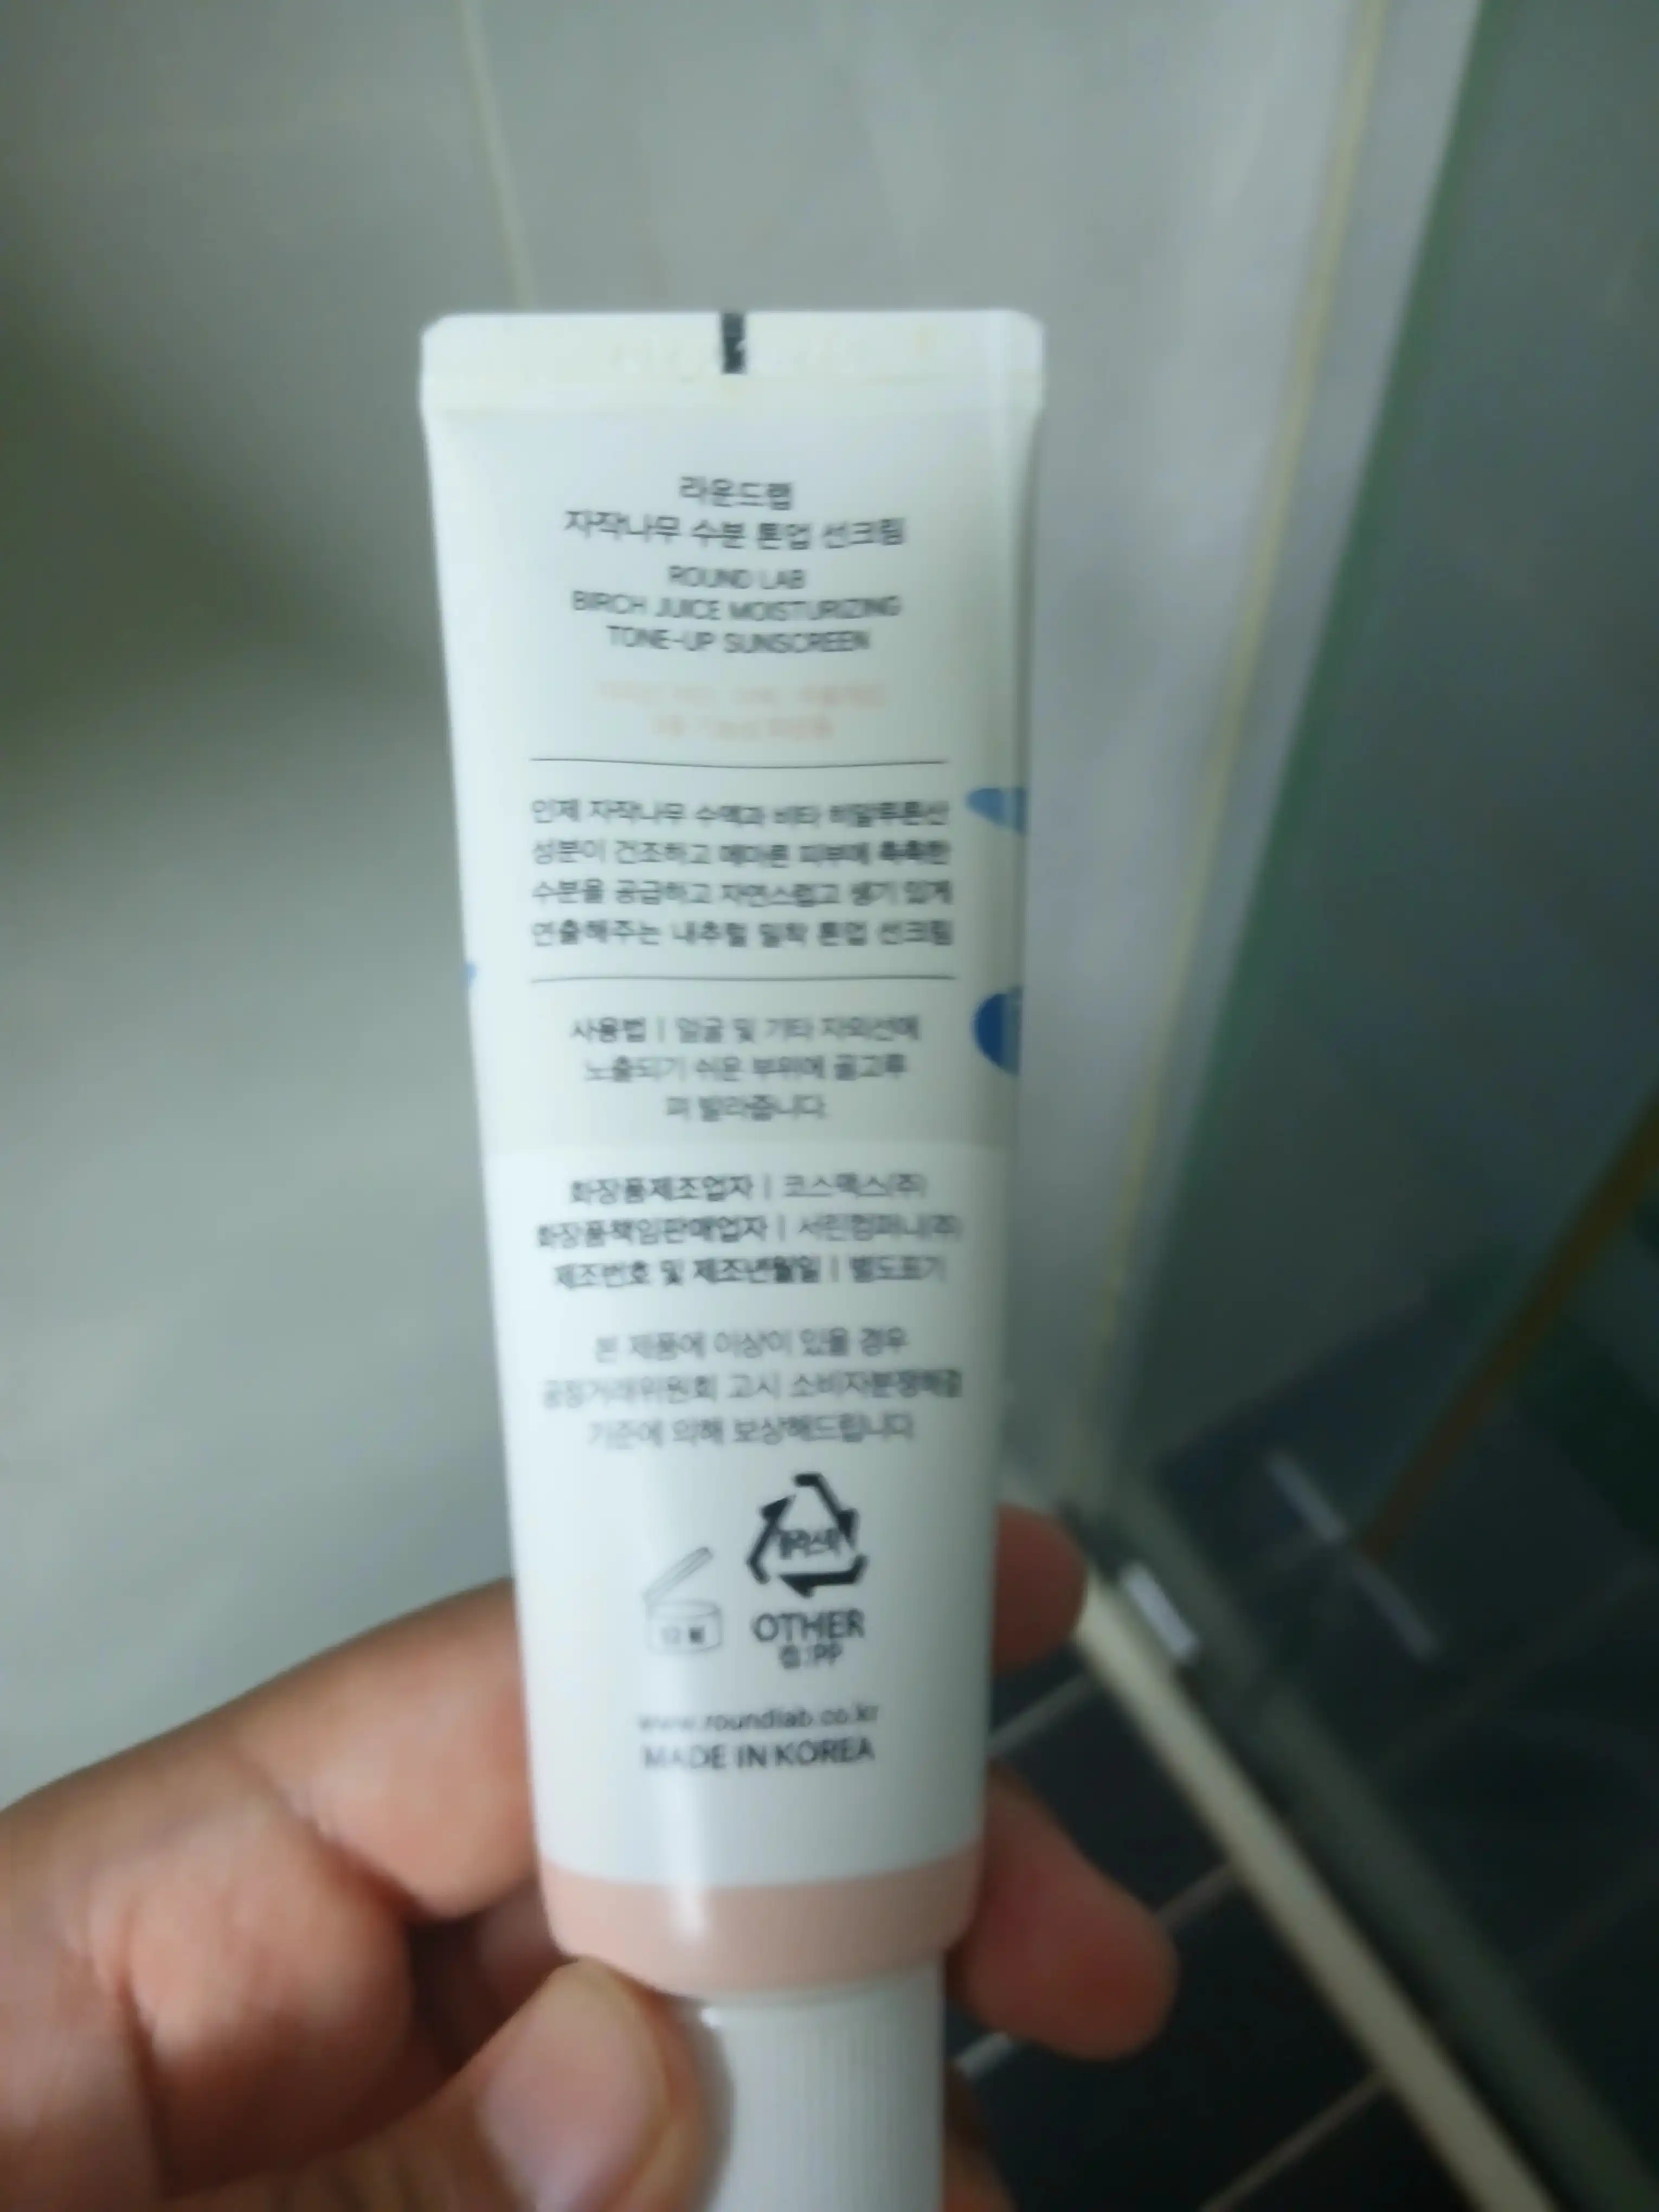 라운드랩
자작나무 수분 톤업 선크림
ROUND LAB
BIRCH JUICE MOISTURIZING
TONE-UP SUNSCREEN
인제 자작나무 수액과 비타 히알루론산
성분이 건조하고 메마른 피부에 촉촉한
수분을 공급하고 자연스럽고 생기 있게
연출해주는 내추럴 밀착 톤업 선크림
사용법 | 얼굴 및 기타 자외선에
노출되기 쉬운 부위에 골고루
펴 발라줍니다.
화장품제조업자 | 코스맥스(주)
화장품책임판매업자 | 서린컴퍼니(주)
제조번호 및 제조년월일 | 별도표기
본 제품에 이상이 있을 경우
공정거래위원회 고시 소비자분쟁해결
기준에 의해 보상해드립니다.
플라스틱
12 M
OTHER
캡:PP
www.roundlab.co.kr
MADE IN KOREA